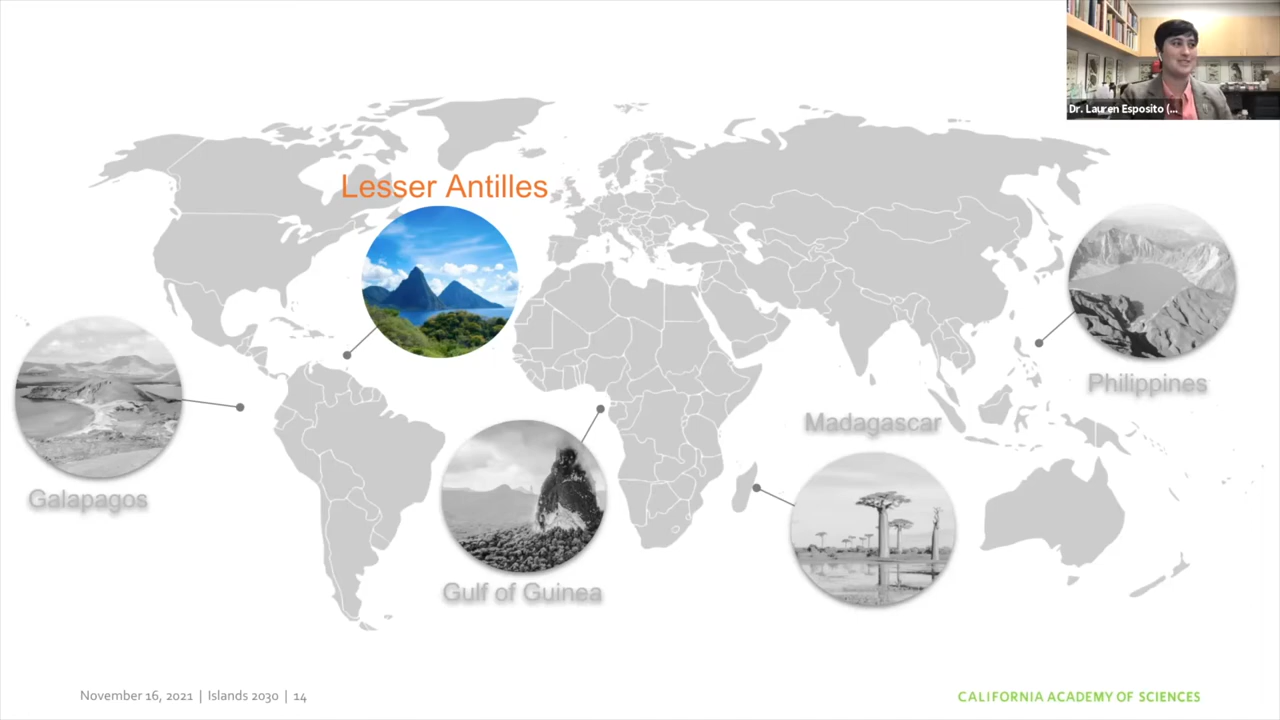 Dr. Lauren Esposito (...
Lesser Antilles
Philippines
Madagascar
Galapagos
Gulf of Guinea
November 16, 2021 | Islands 2030 | 14
CALIFORNIA ACADEMY OF SCIENCES